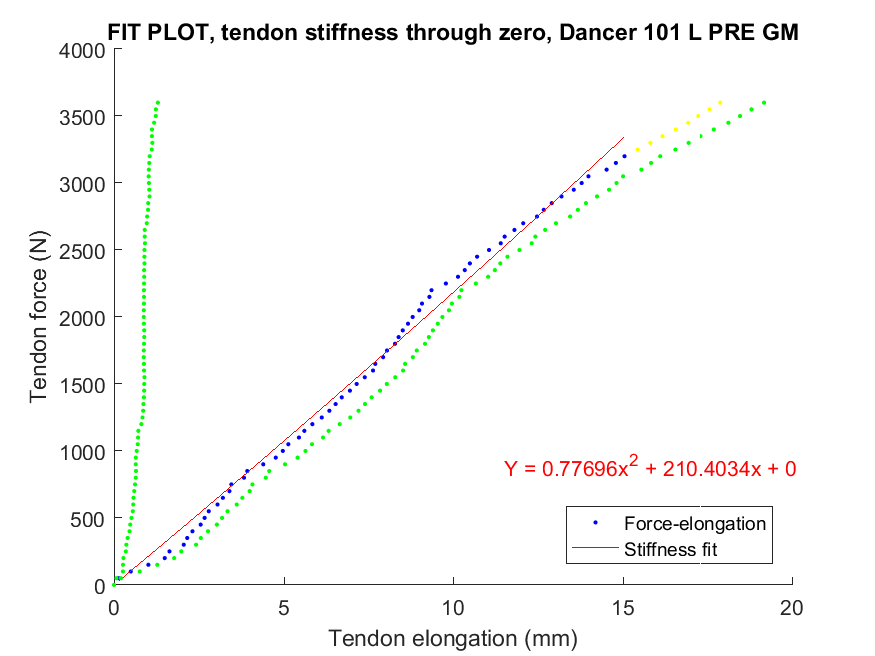 FIT PLOT, tendon stiffness through zero, Dancer 101 L PRE GM
4000
3500
3000
2500
2000
1500
1000
500
0
Tendon force (N)
Y = 0.77696x² + 210.4034x + 0
Force-elongation
Stiffness fit
0 5 10 15 20
Tendon elongation (mm)